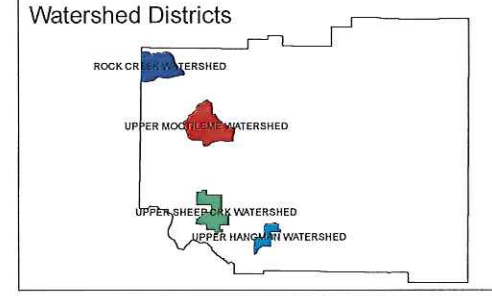 Watershed Districts
ROCK CREEK WATERSHED
UPPER MOCTILEME WATERSHED
UPPER SHEEP CRK WATERSHED
UPPER HANGMAN WATERSHED